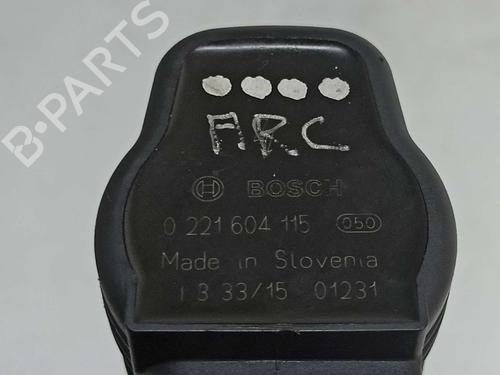 B-PARTS
ARC
BOSCH
0 221 604 115 050
Made in Slovenia
1 3 33/15 01231